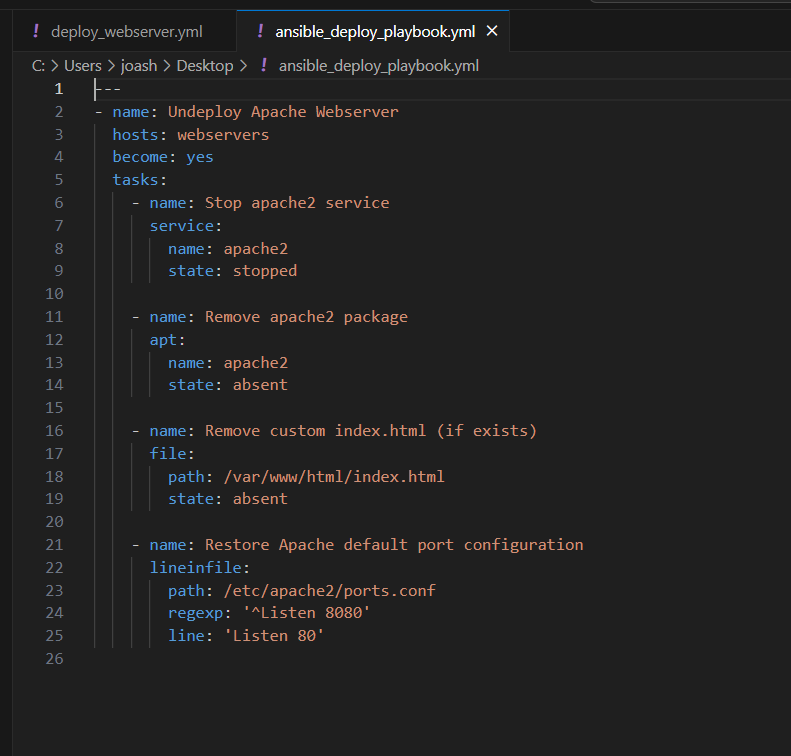 ! deploy_webserver.yml ! ansible_deploy_playbook.yml ×
C: > Users > joash > Desktop > ! ansible_deploy_playbook.yml
1 ---
2 - name: Undeploy Apache Webserver
3   hosts: webservers
4   become: yes
5   tasks:
6     - name: Stop apache2 service
7       service:
8         name: apache2
9         state: stopped
10
11     - name: Remove apache2 package
12       apt:
13         name: apache2
14         state: absent
15
16     - name: Remove custom index.html (if exists)
17       file:
18         path: /var/www/html/index.html
19         state: absent
20
21     - name: Restore Apache default port configuration
22       lineinfile:
23         path: /etc/apache2/ports.conf
24         regexp: '^Listen 8080'
25         line: 'Listen 80'
26